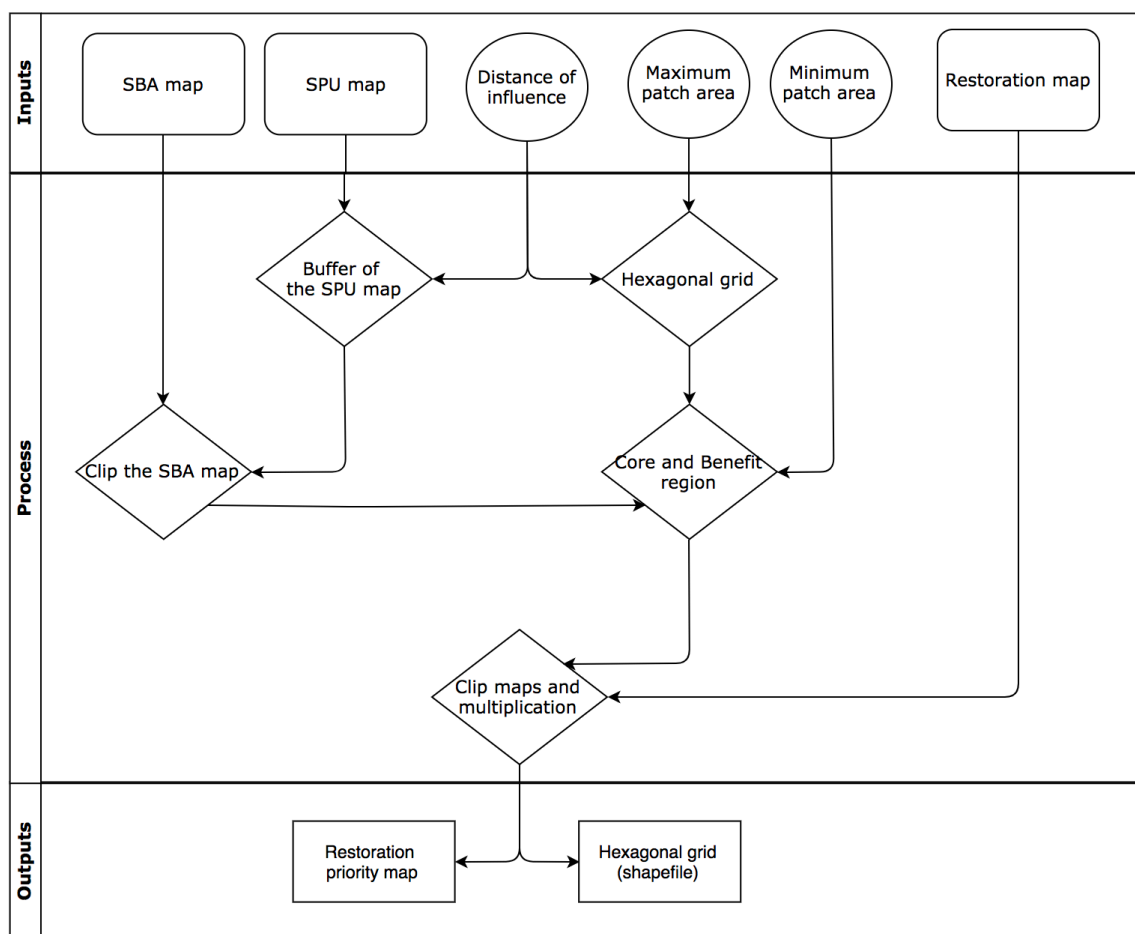 Inputs
SBA map
SPU map
Distance of
influence
Maximum
patch area
Minimum
patch area
Restoration map
Process
Buffer of
the SPU map
Hexagonal grid
Clip the SBA map
Core and Benefit
region
Clip maps and
multiplication
Outputs
Restoration
priority map
Hexagonal grid
(shapefile)